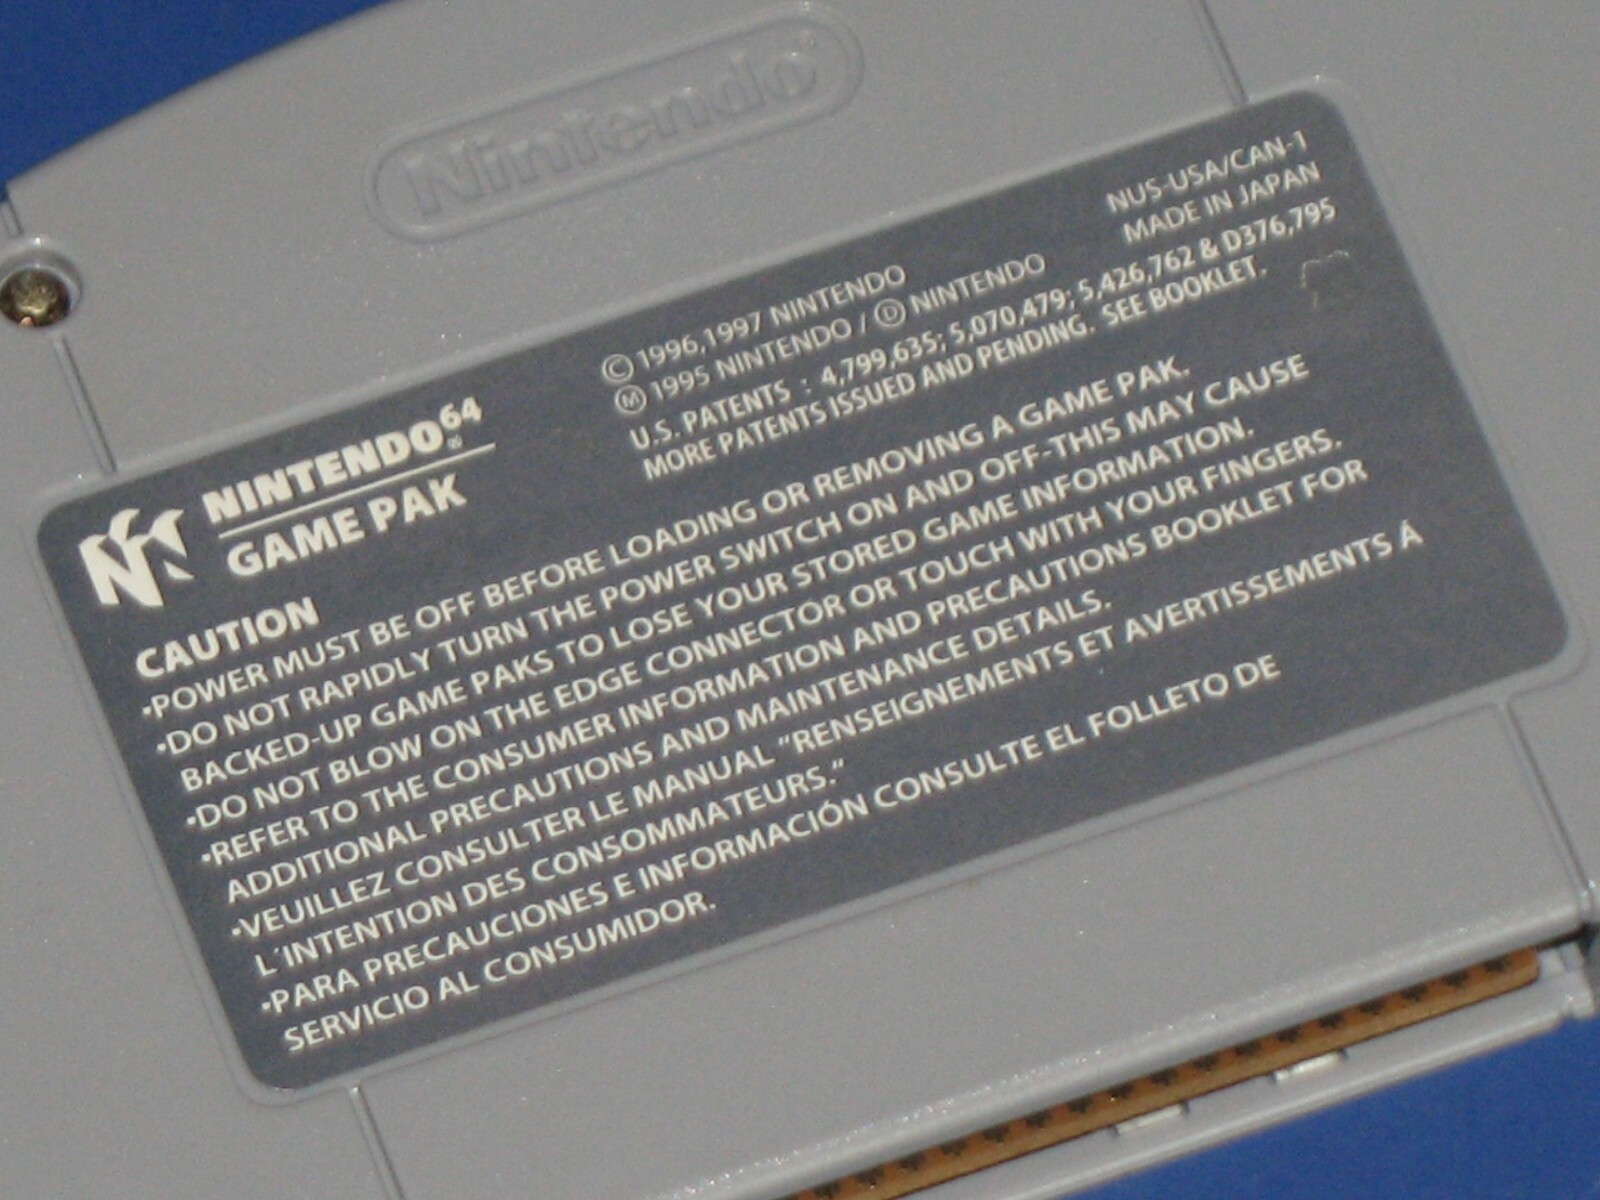 Nintendo
NUS-USA/CAN-1
MADE IN JAPAN
© 1996,1997 NINTENDO
Ⓜ 1995 NINTENDO / Ⓓ NINTENDO
U.S. PATENTS : 4,799,635; 5,070,479; 5,426,762 & D376,795
MORE PATENTS ISSUED AND PENDING. SEE BOOKLET.
NINTENDO64®
GAME PAK
CAUTION
•POWER MUST BE OFF BEFORE LOADING OR REMOVING A GAME PAK.
•DO NOT RAPIDLY TURN THE POWER SWITCH ON AND OFF-THIS MAY CAUSE
BACKED-UP GAME PAKS TO LOSE YOUR STORED GAME INFORMATION.
•DO NOT BLOW ON THE EDGE CONNECTOR OR TOUCH WITH YOUR FINGERS.
•REFER TO THE CONSUMER INFORMATION AND PRECAUTIONS BOOKLET FOR
ADDITIONAL PRECAUTIONS AND MAINTENANCE DETAILS.
•VEUILLEZ CONSULTER LE MANUAL "RENSEIGNEMENTS ET AVERTISSEMENTS Á
L'INTENTION DES CONSOMMATEURS."
•PARA PRECAUCIONES E INFORMACIÓN CONSULTE EL FOLLETO DE
SERVICIO AL CONSUMIDOR.